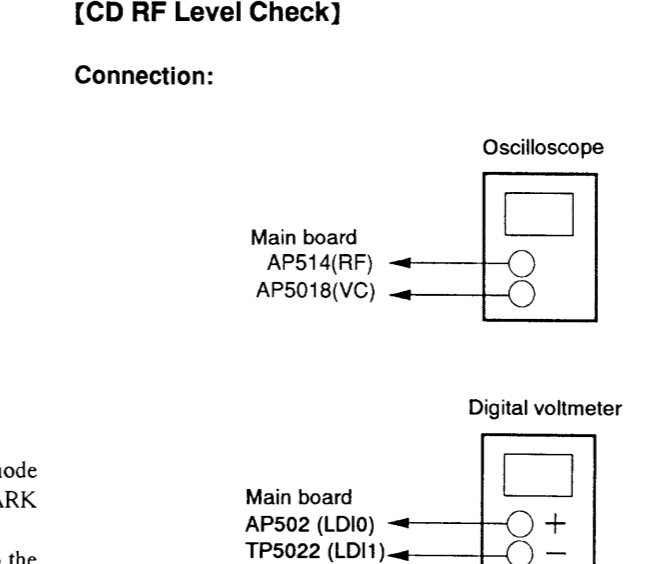 【CD RF Level Check】
Connection:
Oscilloscope
Main board
AP514(RF)
AP5018(VC)
Digital voltmeter
Main board
AP502 (LDI0)
+
TP5022 (LDI1)
−
the